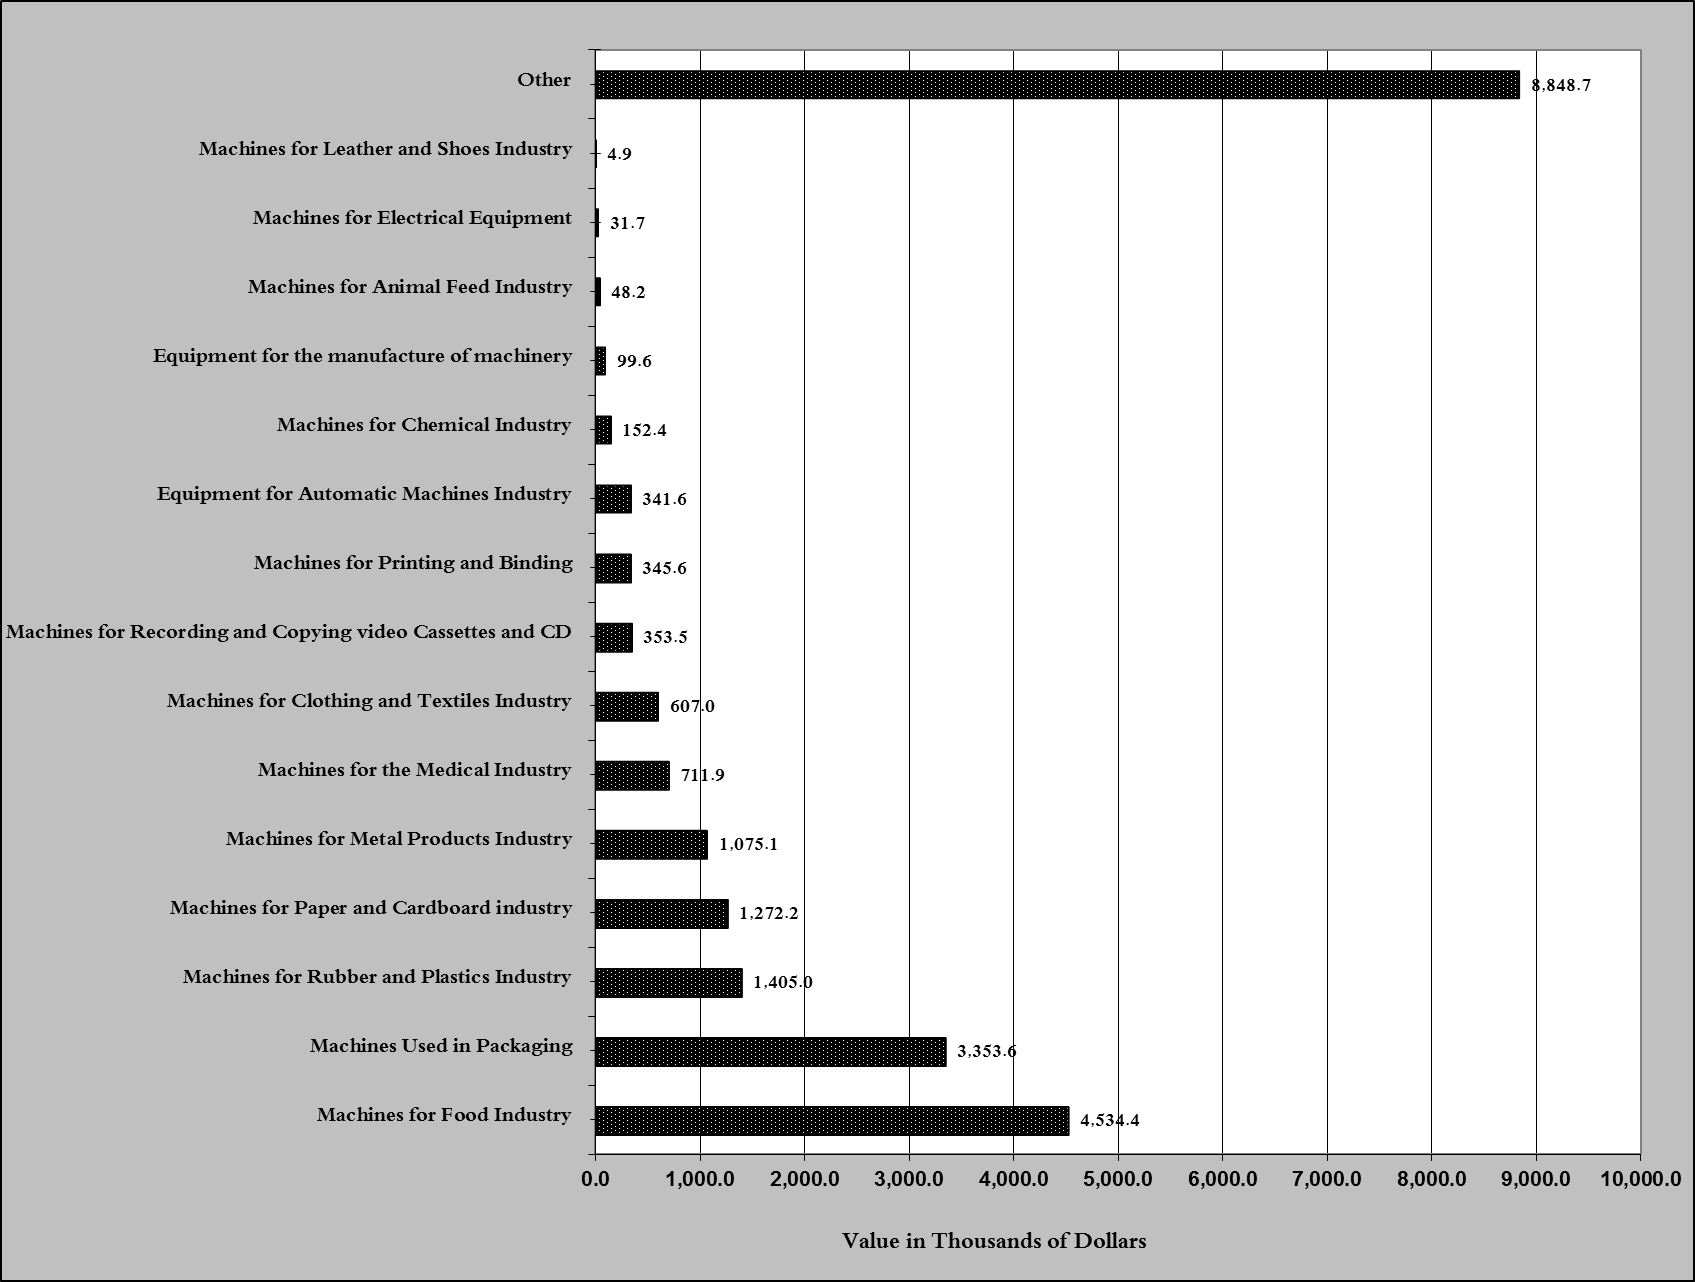 Other 8,848.7
Machines for Leather and Shoes Industry 4.9
Machines for Electrical Equipment 31.7
Machines for Animal Feed Industry 48.2
Equipment for the manufacture of machinery 99.6
Machines for Chemical Industry 152.4
Equipment for Automatic Machines Industry 341.6
Machines for Printing and Binding 345.6
Machines for Recording and Copying video Cassettes and CD 353.5
Machines for Clothing and Textiles Industry 607.0
Machines for the Medical Industry 711.9
Machines for Metal Products Industry 1,075.1
Machines for Paper and Cardboard industry 1,272.2
Machines for Rubber and Plastics Industry 1,405.0
Machines Used in Packaging 3,353.6
Machines for Food Industry 4,534.4
0.0 1,000.0 2,000.0 3,000.0 4,000.0 5,000.0 6,000.0 7,000.0 8,000.0 9,000.0 10,000.0
Value in Thousands of Dollars